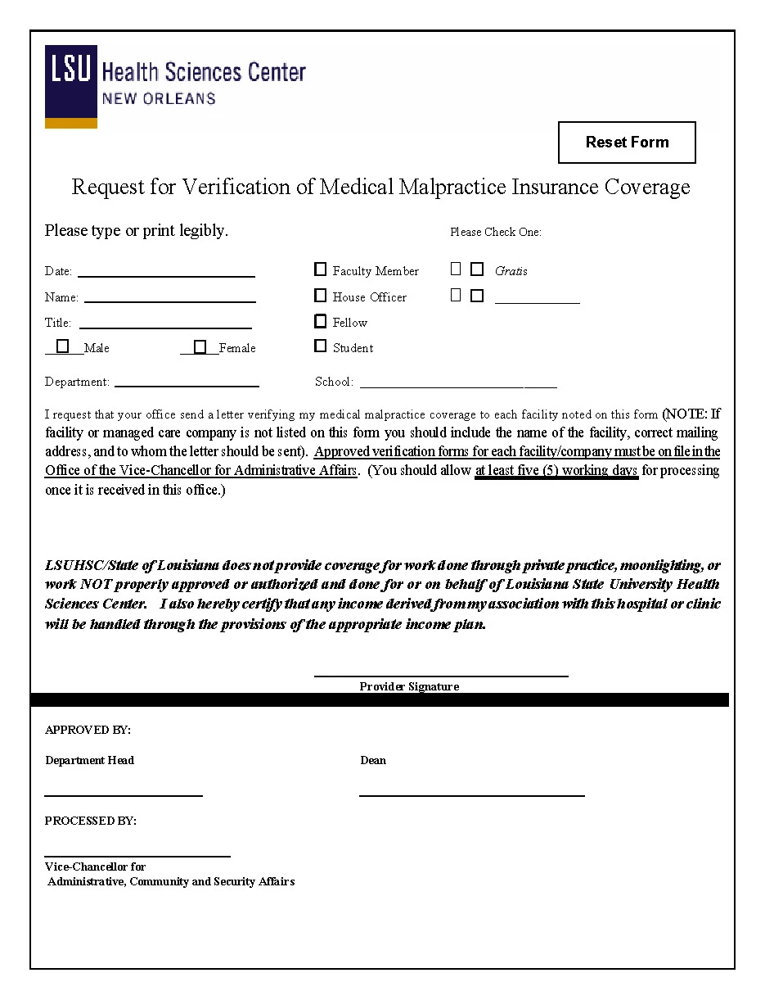 LSU Health Sciences Center
NEW ORLEANS
Reset Form
Request for Verification of Medical Malpractice Insurance Coverage
Please type or print legibly. Please Check One:
Date: Faculty Member Gratis
Name: House Officer
Title: Fellow
Male Female Student
Department: School:
I request that your office send a letter verifying my medical malpractice coverage to each facility noted on this form (NOTE: If
facility or managed care company is not listed on this form you should include the name of the facility, correct mailing
address, and to whom the letter should be sent). Approved verification forms for each facility/company must be on file in the
Office of the Vice-Chancellor for Administrative Affairs. (You should allow at least five (5) working days for processing
once it is received in this office.)
LSUHSC/State of Louisiana does not provide coverage for work done through private practice, moonlighting, or
work NOT properly approved or authorized and done for or on behalf of Louisiana State University Health
Sciences Center. I also hereby certify that any income derived from my association with this hospital or clinic
will be handled through the provisions of the appropriate income plan.
Provider Signature
APPROVED BY:
Department Head Dean
PROCESSED BY:
Vice-Chancellor for
Administrative, Community and Security Affairs